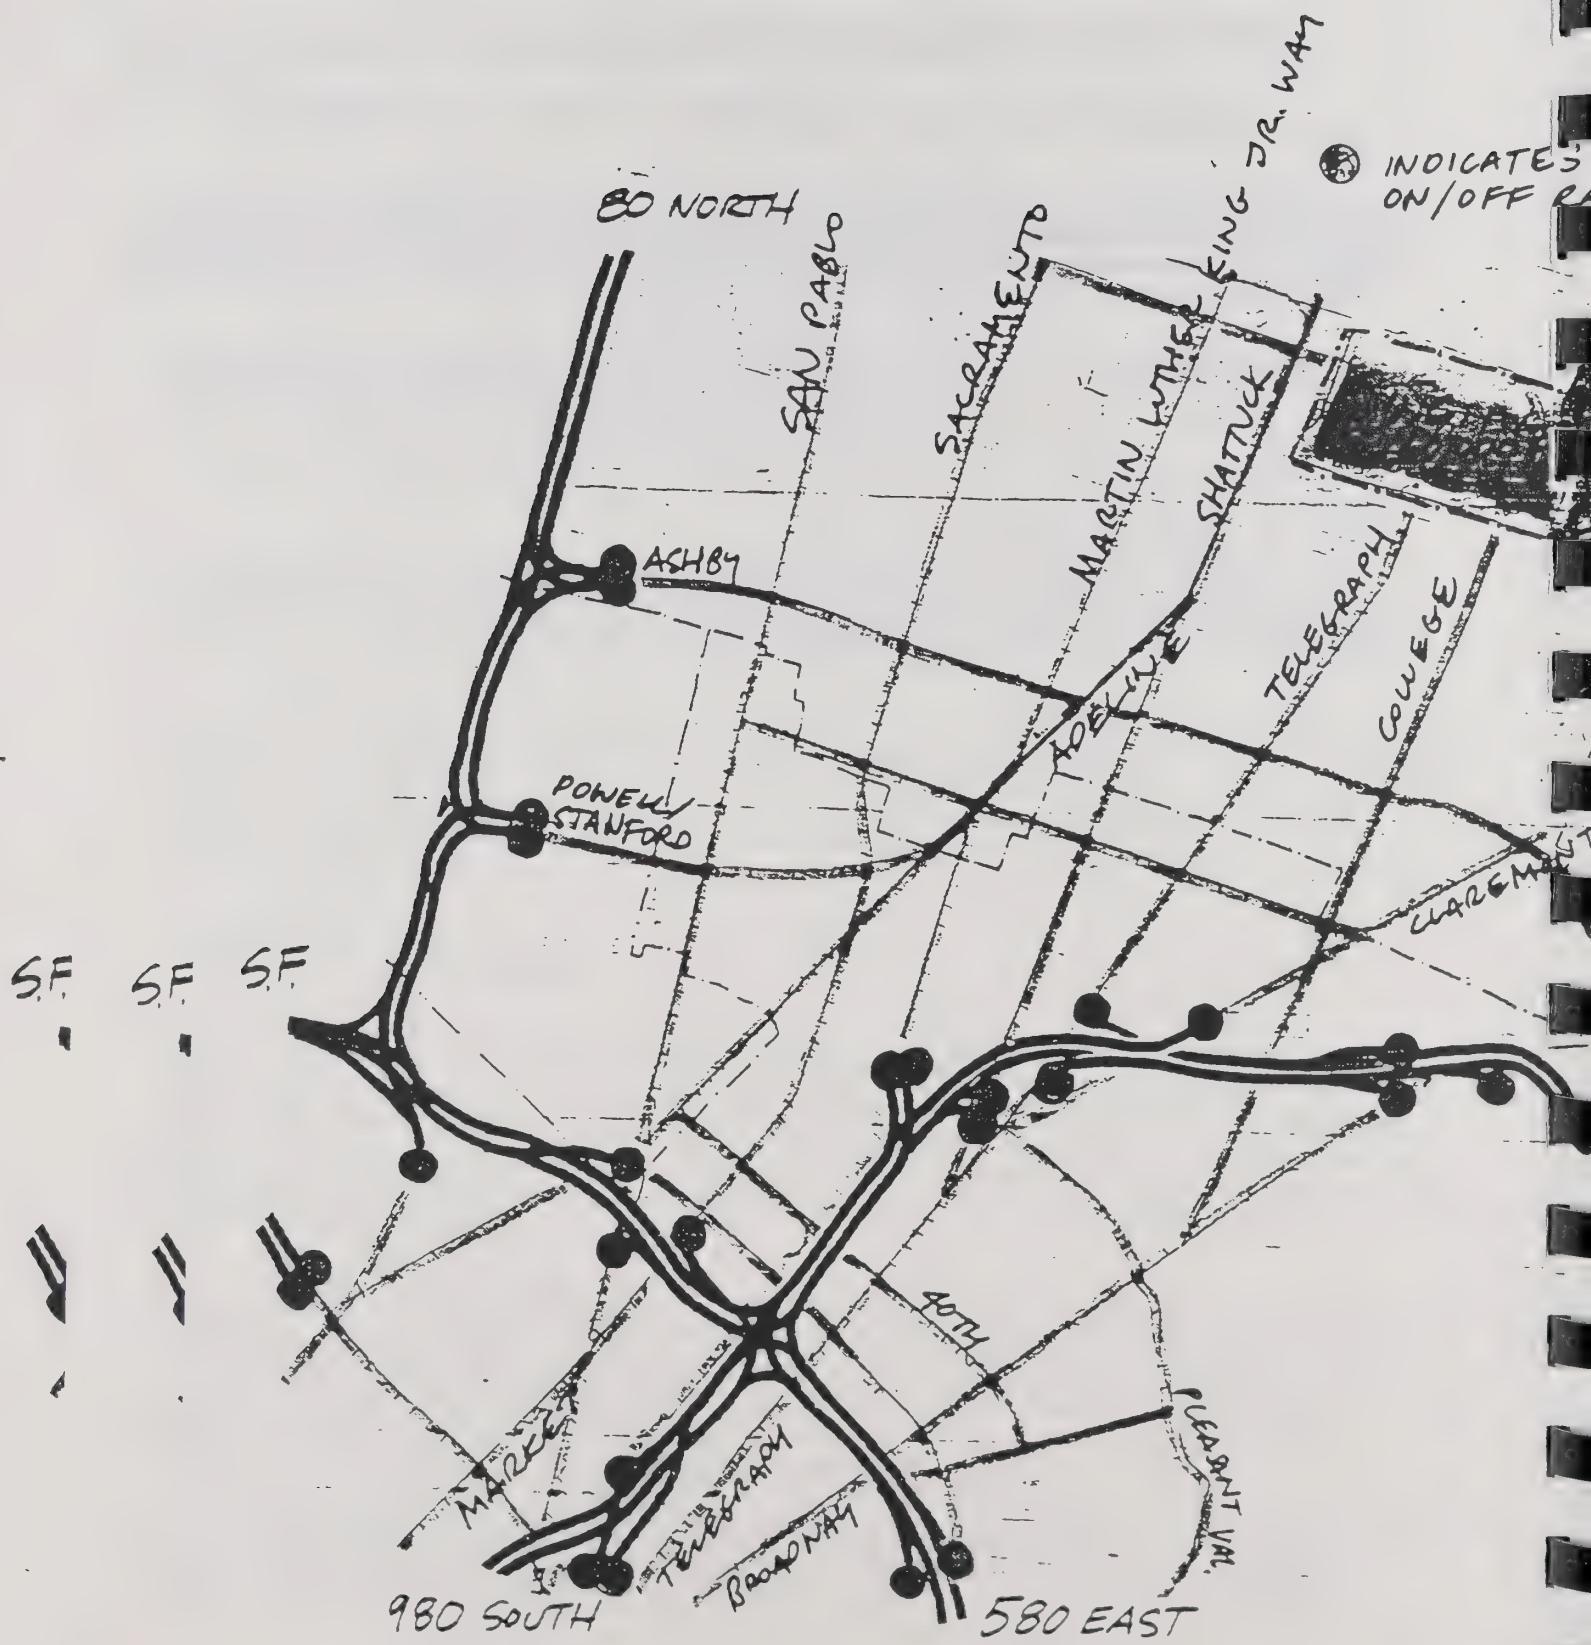 80 NORTH
SAN PABLO
SACRAMENTO
MARTIN LUTHER KING JR. WAY
INDICATES
ON/OFF RA
SHATTUCK
ASHBY
ADELINE
TELEGRAPH
COLLEGE
POWELL/
STANFORD
CLAREMONT
S.F.
S.F.
S.F.
40TH
MARKET
TELEGRAPH
BROADWAY
PLEASANT VAL.
980 SOUTH
580 EAST